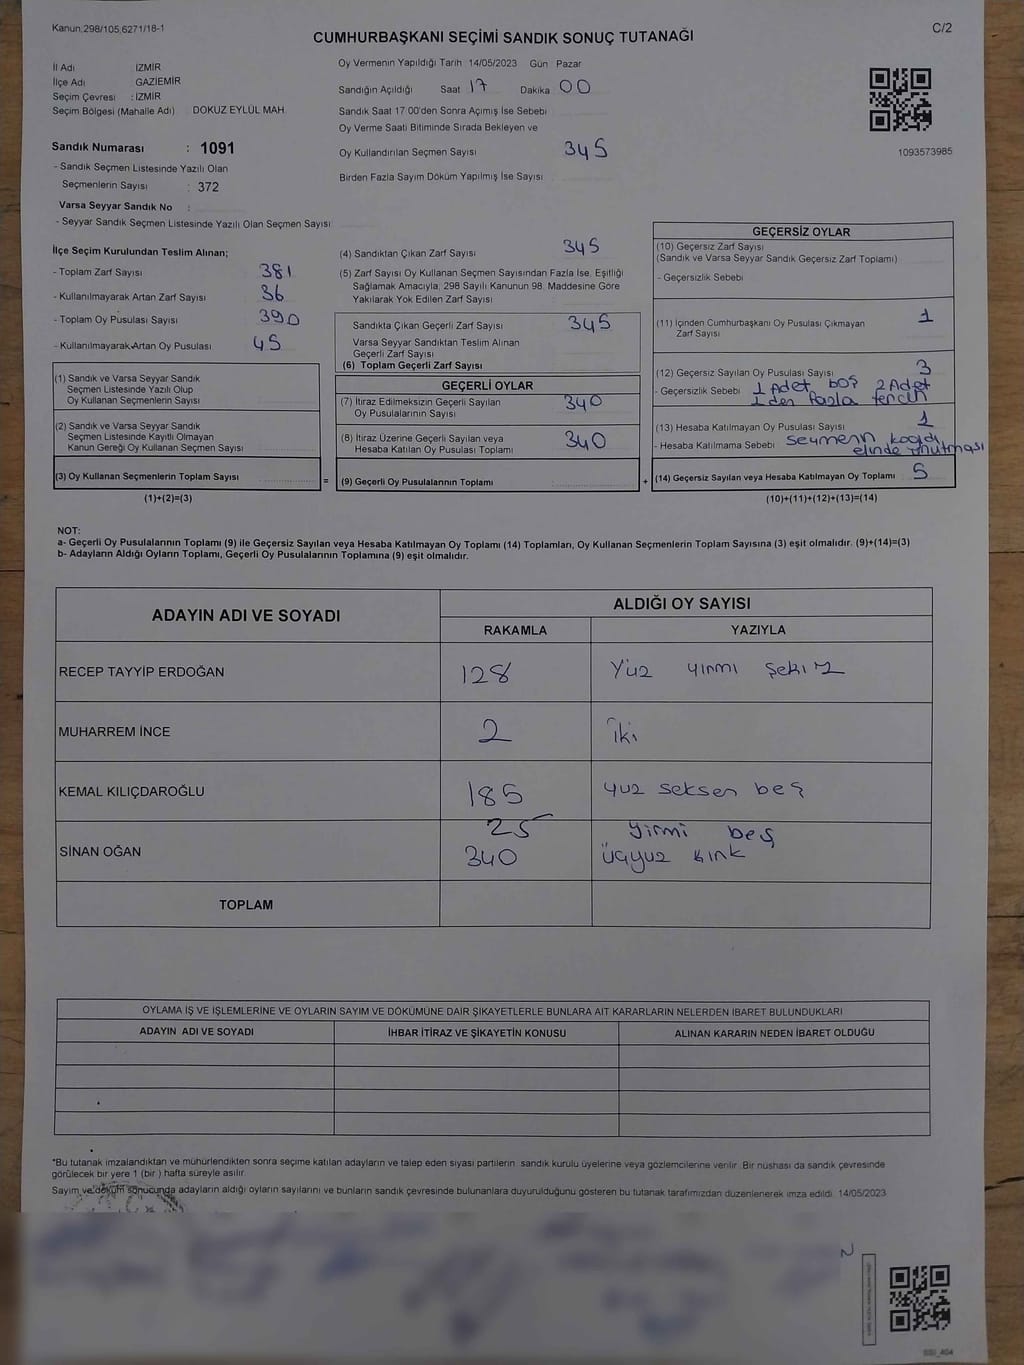 Kanun 298/105,6271/18-1
C/2
CUMHURBAŞKANI SEÇİMİ SANDIK SONUÇ TUTANAĞI
İl Adı : İZMİR
İlçe Adı : GAZİEMİR
Seçim Çevresi : İZMİR
Seçim Bölgesi (Mahalle Adı) DOKUZ EYLÜL MAH.
Sandık Numarası : 1091
- Sandık Seçmen Listesinde Yazılı Olan
Seçmenlerin Sayısı : 372
Varsa Seyyar Sandık No :
- Seyyar Sandık Seçmen Listesinde Yazılı Olan Seçmen Sayısı
Oy Vermenin Yapıldığı Tarih 14/05/2023 Gün Pazar
Sandığın Açıldığı Saat 17 Dakika 00
Sandık Saat 17:00'den Sonra Açımış İse Sebebi
Oy Verme Saati Bitiminde Sırada Bekleyen ve
Oy Kullandırılan Seçmen Sayısı 345
Birden Fazla Sayım Döküm Yapılmış İse Sayısı
1093573985
İlçe Seçim Kurulundan Teslim Alınan;
- Toplam Zarf Sayısı 381
- Kullanılmayarak Artan Zarf Sayısı 36
- Toplam Oy Pusulası Sayısı 390
- Kullanılmayarak Artan Oy Pusulası 45
(4) Sandıktan Çıkan Zarf Sayısı 345
(5) Zarf Sayısı Oy Kullanan Seçmen Sayısından Fazla İse, Eşitliği
Sağlamak Amacıyla; 298 Sayılı Kanunun 98. Maddesine Göre
Yakılarak Yok Edilen Zarf Sayısı
Sandıkta Çıkan Geçerli Zarf Sayısı 345
Varsa Seyyar Sandıktan Teslim Alınan
Geçerli Zarf Sayısı
(6) Toplam Geçerli Zarf Sayısı
GEÇERSİZ OYLAR
(10) Geçersiz Zarf Sayısı
(Sandık ve Varsa Seyyar Sandık Geçersiz Zarf Toplamı)
- Geçersizlik Sebebi
(11) İçinden Cumhurbaşkanı Oy Pusulası Çıkmayan 1
Zarf Sayısı
(12) Geçersiz Sayılan Oy Pusulası Sayısı 3
- Geçersizlik Sebebi 1 Adet boş 2 Adet
1 den fazla tercih
(13) Hesaba Katılmayan Oy Pusulası Sayısı 1
- Hesaba Katılmama Sebebi seçmenin kağıdı
elinde unutması
(14) Geçersiz Sayılan veya Hesaba Katılmayan Oy Toplamı 5
(10)+(11)+(12)+(13)=(14)
(1) Sandık ve Varsa Seyyar Sandık
Seçmen Listesinde Yazılı Olup
Oy Kullanan Seçmenlerin Sayısı
(2) Sandık ve Varsa Seyyar Sandık
Seçmen Listesinde Kayıtlı Olmayan
Kanun Gereği Oy Kullanan Seçmen Sayısı
(3) Oy Kullanan Seçmenlerin Toplam Sayısı =
(1)+(2)=(3)
GEÇERLİ OYLAR
(7) İtiraz Edilmeksizin Geçerli Sayılan 340
Oy Pusulalarının Sayısı
(8) İtiraz Üzerine Geçerli Sayılan veya 340
Hesaba Katılan Oy Pusulası Toplamı
(9) Geçerli Oy Pusulalarının Toplamı +
NOT:
a- Geçerli Oy Pusulalarının Toplamı (9) ile Geçersiz Sayılan veya Hesaba Katılmayan Oy Toplamı (14) Toplamları, Oy Kullanan Seçmenlerin Toplam Sayısına (3) eşit olmalıdır. (9)+(14)=(3)
b- Adayların Aldığı Oyların Toplamı, Geçerli Oy Pusulalarının Toplamına (9) eşit olmalıdır.
ADAYIN ADI VE SOYADI ALDIĞI OY SAYISI
RAKAMLA YAZIYLA
RECEP TAYYİP ERDOĞAN 128 Yüz yirmi sekiz
MUHARREM İNCE 2 iki
KEMAL KILIÇDAROĞLU 185 yüz seksen beş
SİNAN OĞAN 25 yirmi beş
340 üçyüz kırk
TOPLAM
OYLAMA İŞ VE İŞLEMLERİNE VE OYLARIN SAYIM VE DÖKÜMÜNE DAİR ŞİKAYETLERLE BUNLARA AİT KARARLARIN NELERDEN İBARET BULUNDUKLARI
ADAYIN ADI VE SOYADI İHBAR İTİRAZ VE ŞİKAYETİN KONUSU ALINAN KARARIN NEDEN İBARET OLDUĞU
*Bu tutanak imzalandıktan ve mühürlendikten sonra seçime katılan adayların ve talep eden siyasi partilerin sandık kurulu üyelerine veya gözlemcilerine verilir. Bir nüshası da sandık çevresinde
görülecek bir yere 1 (bir) hafta süreyle asılır.
Sayım ve döküm sonucunda adayların aldığı oyların sayılarını ve bunların sandık çevresinde bulunanlara duyurulduğunu gösteren bu tutanak tarafımızdan düzenlenerek imza edildi. 14/05/2023